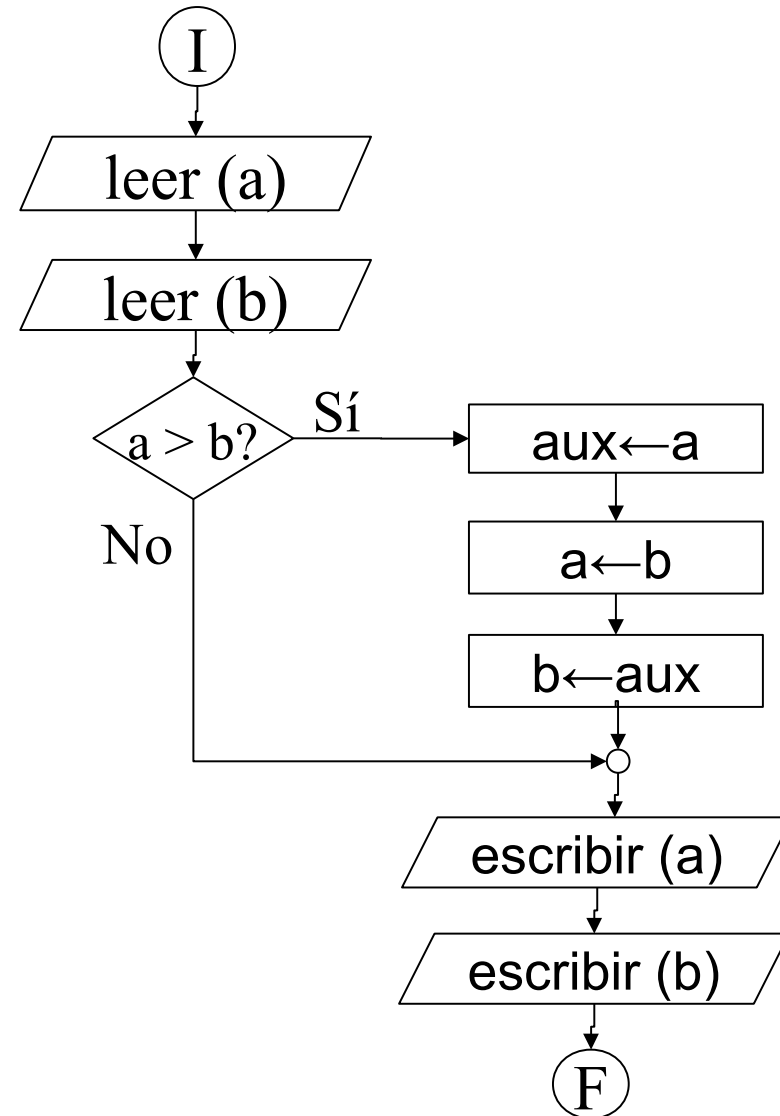 I
leer (a)
leer (b)
a > b?
Sí
No
aux←a
a←b
b←aux
escribir (a)
escribir (b)
F